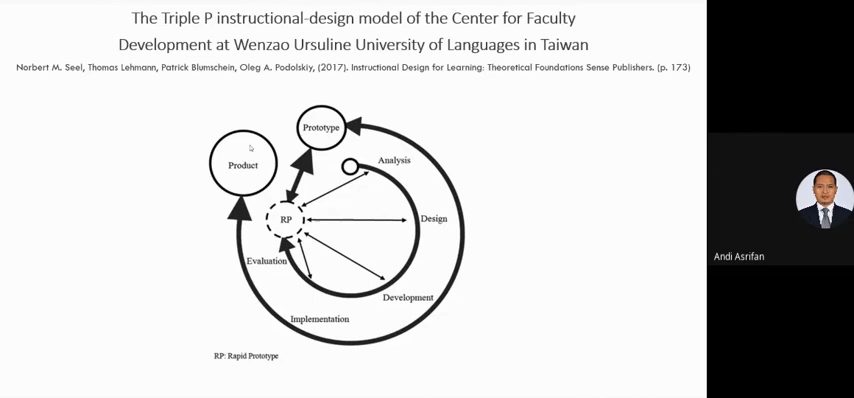 The Triple P instructional-design model of the Center for Faculty
Development at Wenzao Ursuline University of Languages in Taiwan
Norbert M. Seel, Thomas Lehmann, Patrick Blumschein, Oleg A. Podolskiy, (2017). Instructional Design for Learning: Theoretical Foundations Sense Publishers. (p. 173)
Prototype
Product
Analysis
RP
Design
Evaluation
Development
Implementation
RP: Rapid Prototype
Andi Asrifan